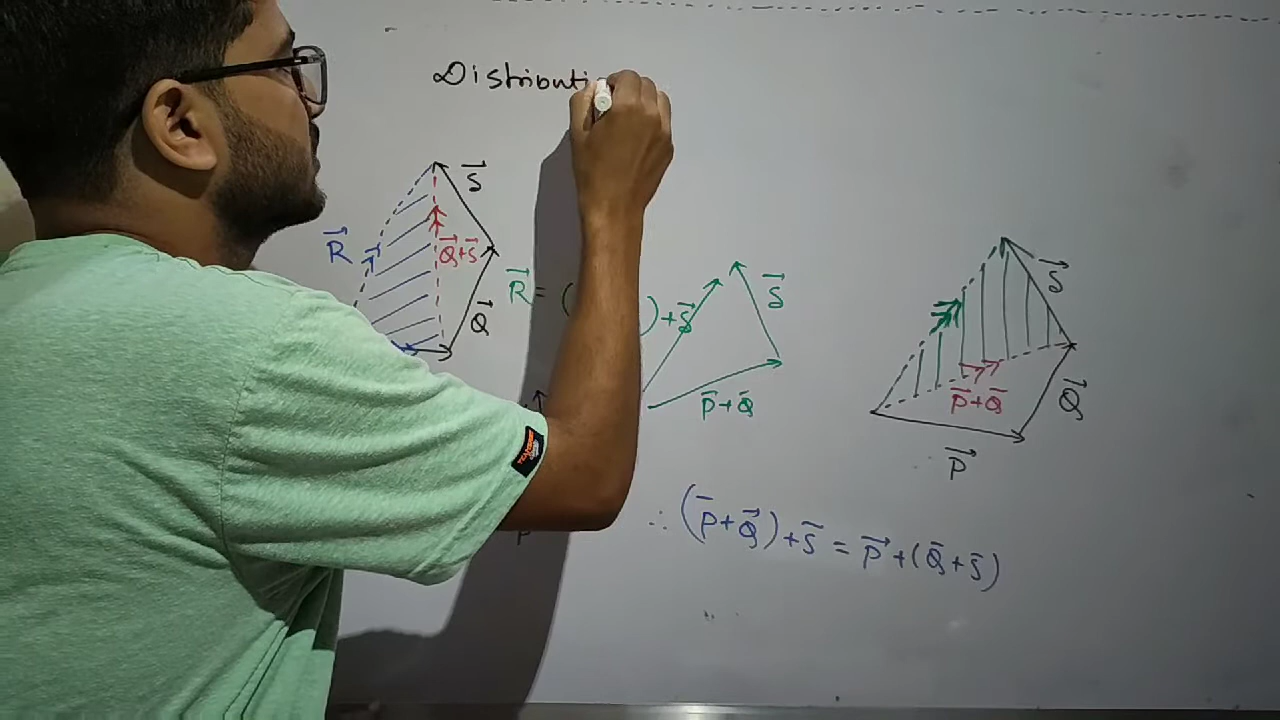 Distributi
S⃗
R⃗
Q⃗+S⃗
R⃗ = ( )+S⃗
S⃗
S⃗
Q⃗
P̄+Q̄
P̄+Q̄
Q⃗
P⃗
P
∴ (P̄+Q⃗)+S̄ = P⃗+(Q̄+S̄)